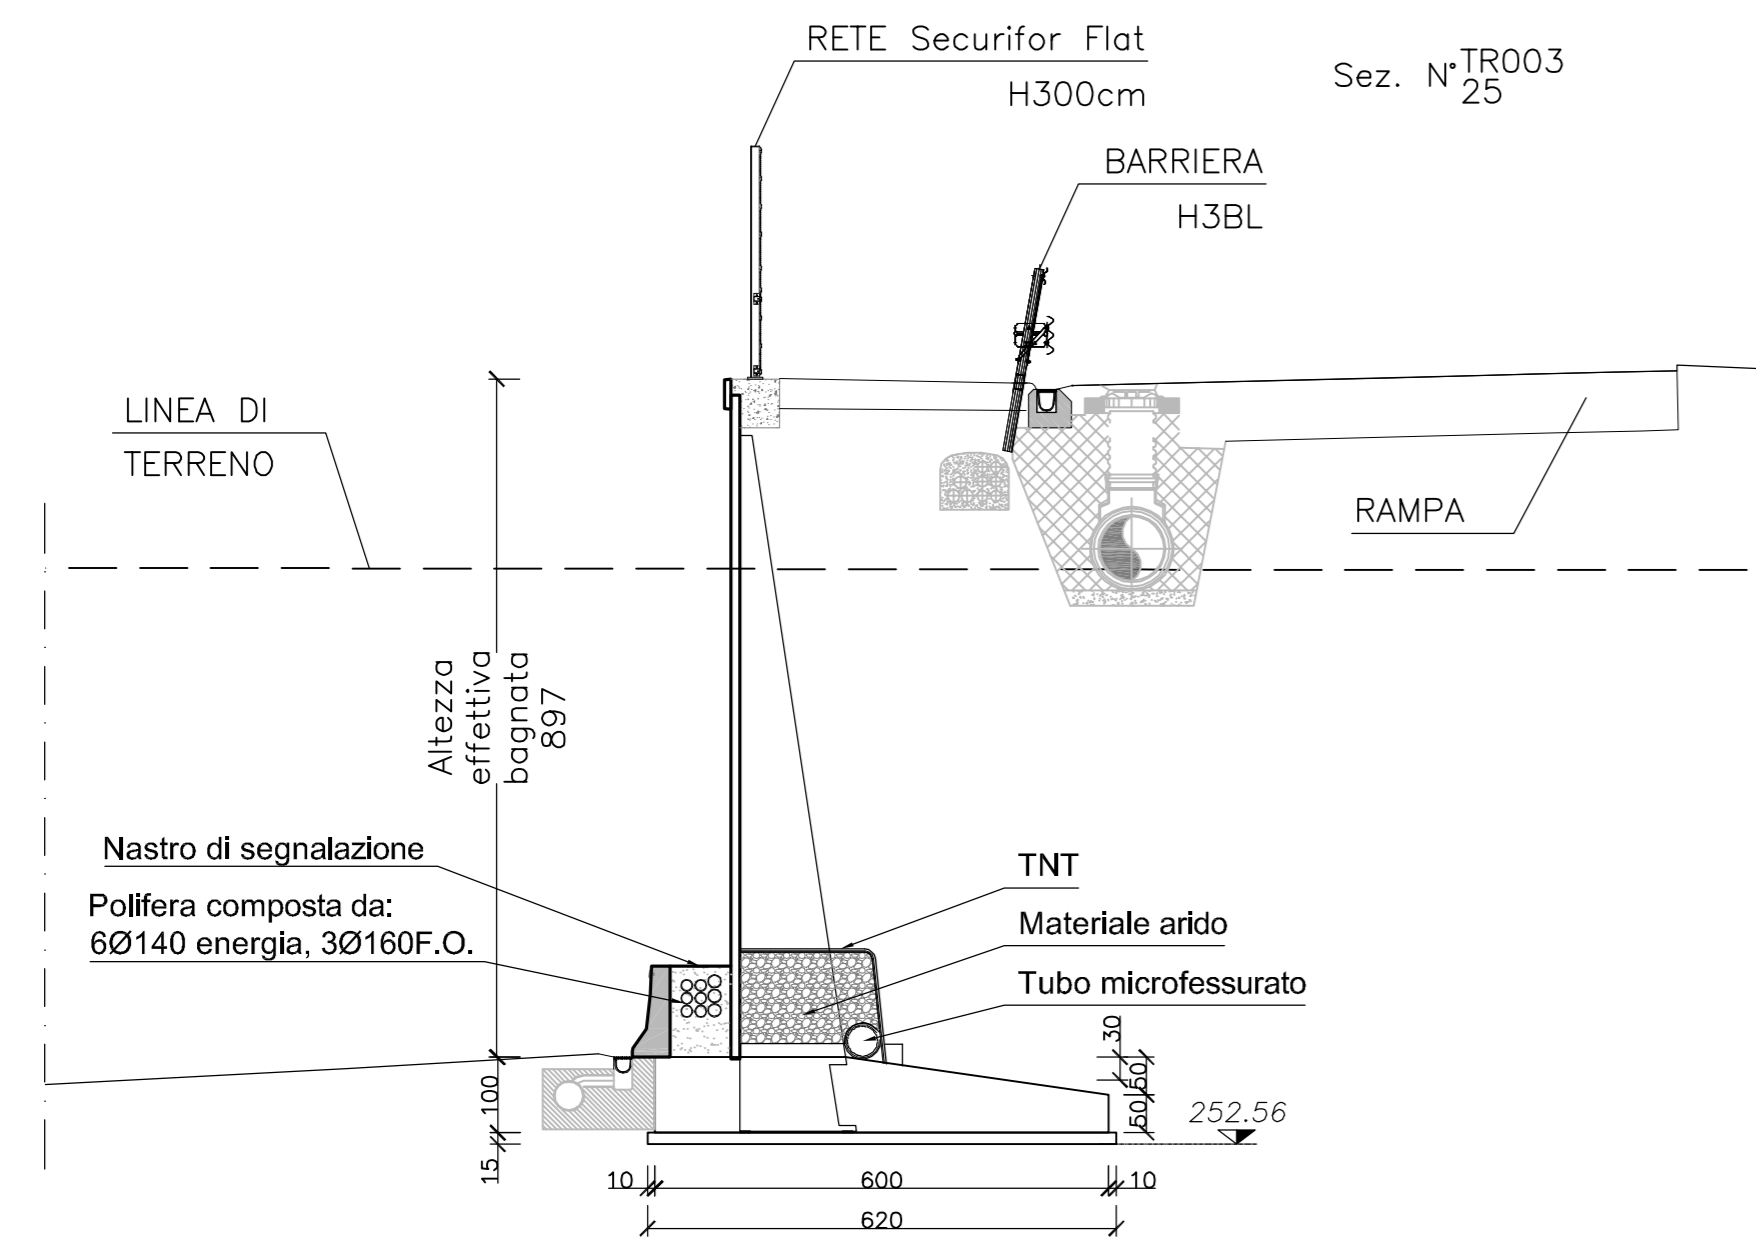 RETE Securifor Flat
H300cm
Sez. N° TR003
25
BARRIERA
H3BL
LINEA DI
TERRENO
RAMPA
Altezza
effettiva
bagnata
897
Nastro di segnalazione
Polifera composta da:
6Ø140 energia, 3Ø160F.O.
TNT
Materiale arido
Tubo microfessurato
30
50
50
100
15
252.56
10
600
10
620